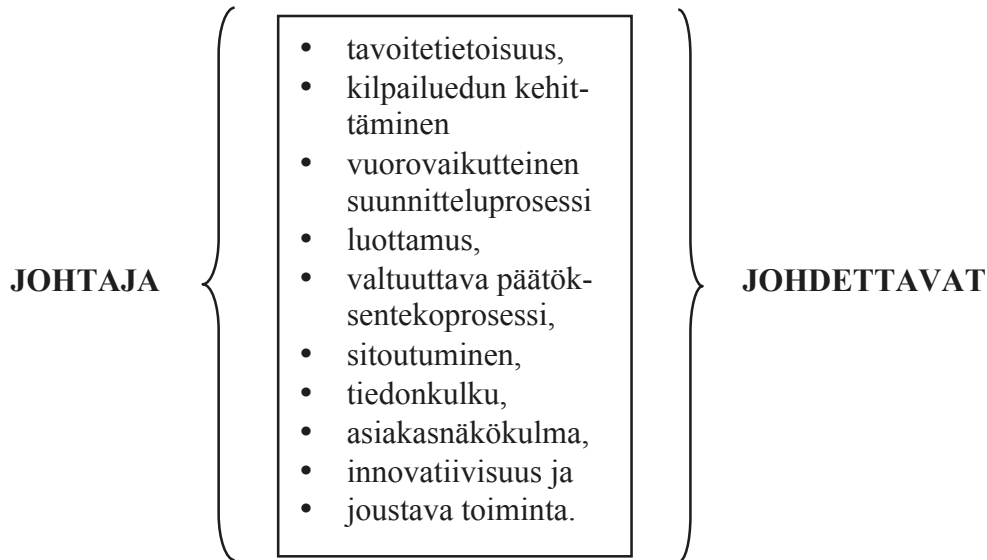 • tavoitetietoisuus,
• kilpailuedun kehit-
täminen
• vuorovaikutteinen
suunnitteluprosessi
• luottamus,
JOHTAJA
• valtuuttava päätök-
sentekoprosessi,
JOHDETTAVAT
• sitoutuminen,
• tiedonkulku,
• asiakasnäkökulma,
• innovatiivisuus ja
• joustava toiminta.